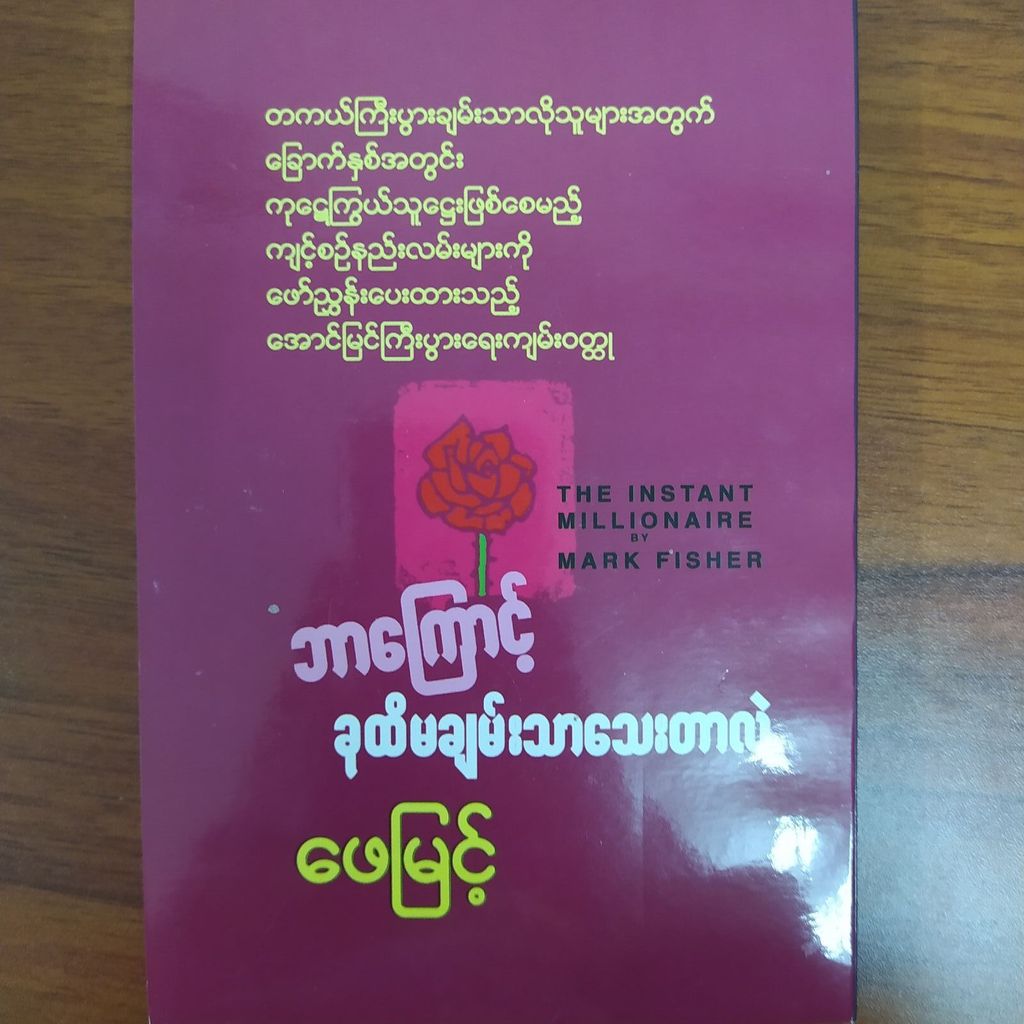 တကယ်ကြီးပွားချမ်းသာလိုသူများအတွက်
ခြောက်နှစ်အတွင်း
ကုဋေကြွယ်သူဌေးဖြစ်စေမည့်
ကျင့်စဉ်နည်းလမ်းများကို
ဖော်ညွှန်းပေးထားသည့်
အောင်မြင်ကြီးပွားရေးကျမ်းဝတ္ထု
THE INSTANT
MILLIONAIRE
BY
MARK FISHER
ဘာကြောင့်
ခုထိမချမ်းသာသေးတာလဲ
ဖေမြင့်